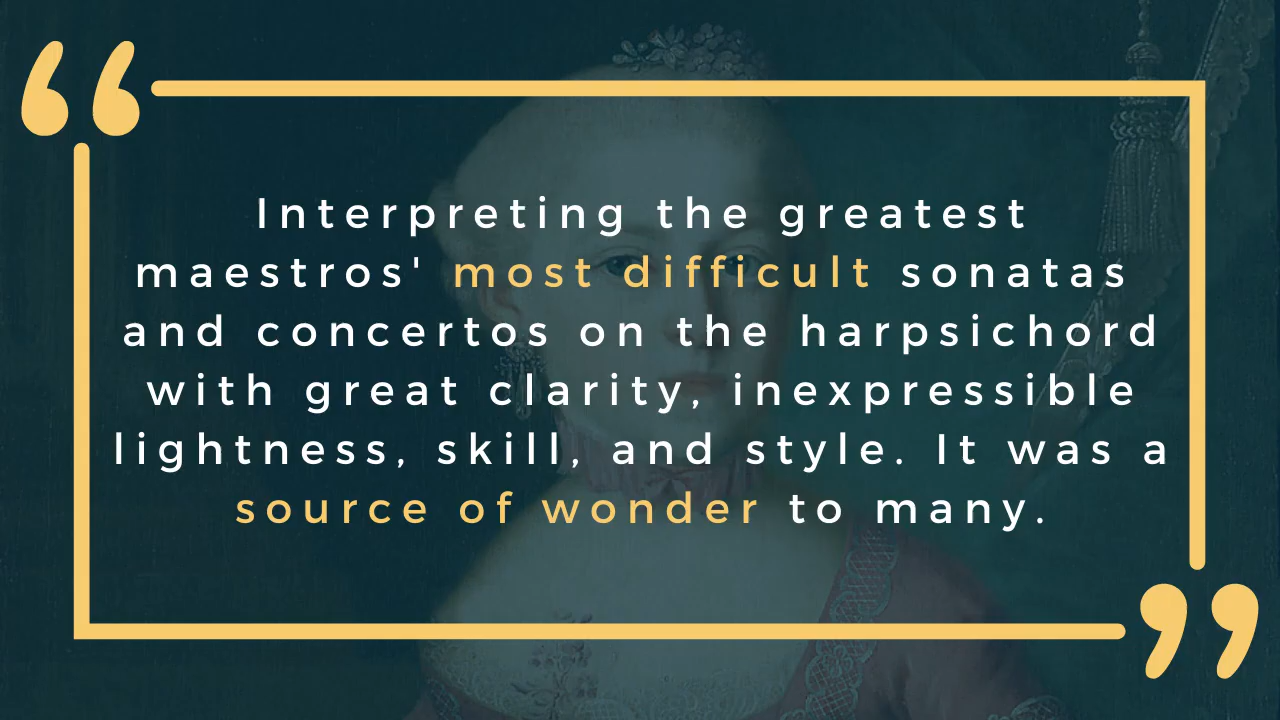 Interpreting the greatest
maestros' most difficult sonatas
and concertos on the harpsichord
with great clarity, inexpressible
lightness, skill, and style. It was a
source of wonder to many.